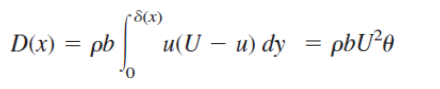 D(x) = ρb ∫₀^δ(x) u(U − u) dy = ρbU²θ